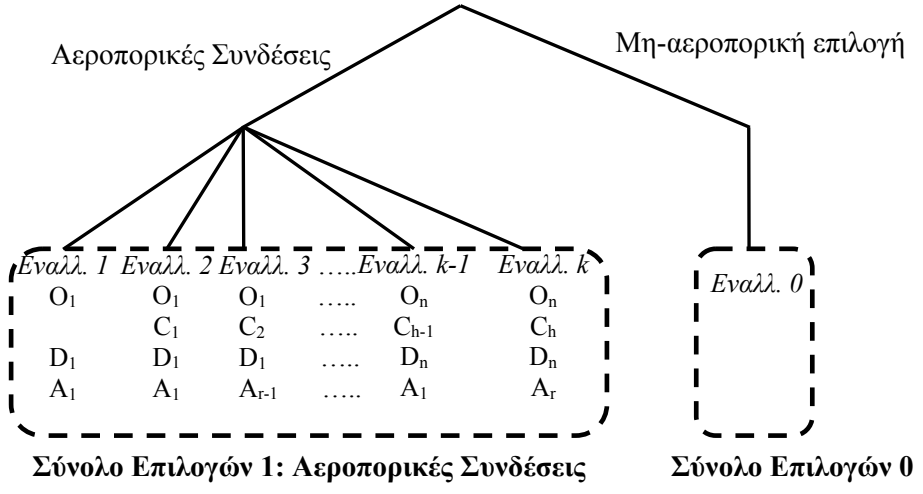 Αεροπορικές Συνδέσεις
Μη-αεροπορική επιλογή
Εναλλ. 1 Εναλλ. 2 Εναλλ. 3 ….. Εναλλ. k-1 Εναλλ. k
O₁ O₁ O₁ ….. Oₙ Oₙ
C₁ C₂ ….. Cₕ₋₁ Cₕ
D₁ D₁ D₁ ….. Dₙ Dₙ
A₁ A₁ Aᵣ₋₁ ….. A₁ Aᵣ
Εναλλ. 0
Σύνολο Επιλογών 1: Αεροπορικές Συνδέσεις
Σύνολο Επιλογών 0